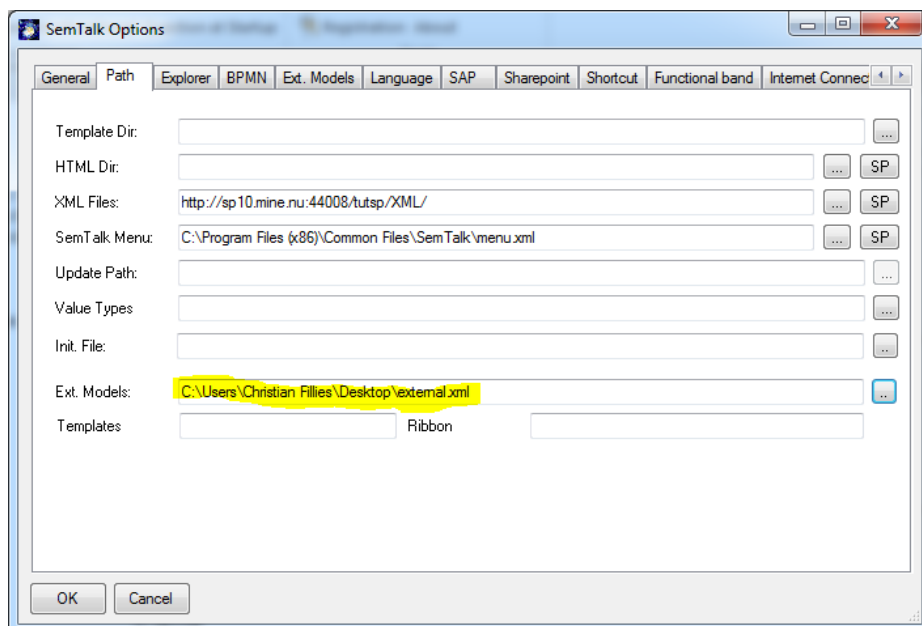 SemTalk Options
General Path Explorer BPMN Ext. Models Language SAP Sharepoint Shortcut Functional band Internet Connec
Template Dir: ...
HTML Dir: ... SP
XML Files: http://sp10.mine.nu:44008/tutsp/XML/ ... SP
SemTalk Menu: C:\Program Files (x86)\Common Files\SemTalk\menu.xml ... SP
Update Path: ...
Value Types ...
Init. File: ..
Ext. Models: C:\Users\Christian Fillies\Desktop\external.xml ..
Templates Ribbon
OK Cancel